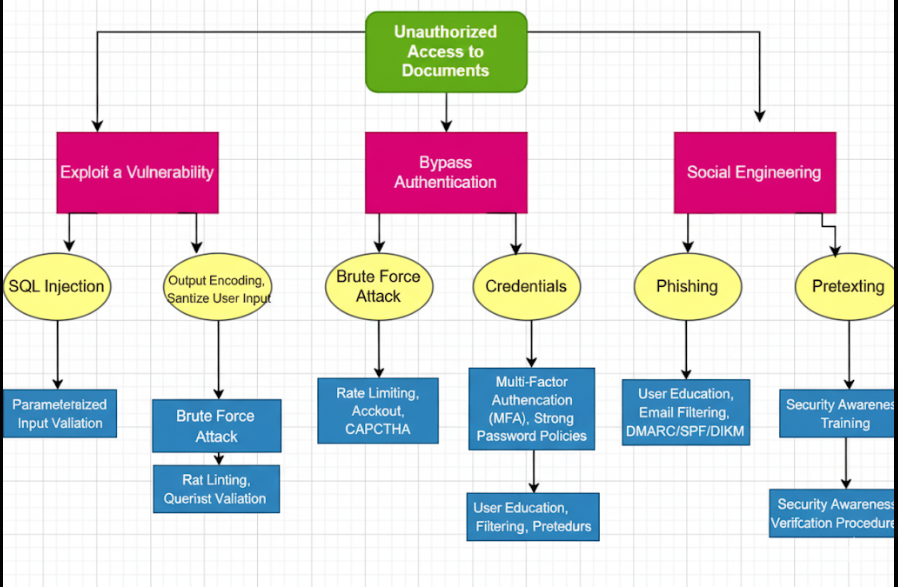 Unauthorized
Access to
Documents
Exploit a Vulnerability
Bypass
Authentication
Social Engineering
SQL Injection
Output Encoding,
Santize User Input
Brute Force
Attack
Credentials
Phishing
Pretexting
Parametereized
Input Valiation
Brute Force
Attack
Rat Linting,
Querist Valiation
Rate Limiting,
Acckout,
CAPCTHA
Multi-Factor
Authencation
(MFA), Strong
Password Policies
User Education,
Filtering, Pretedurs
User Education,
Email Filtering,
DMARC/SPF/DIKM
Security Awarenes
Training
Security Awarenes
Verifcation Procedure